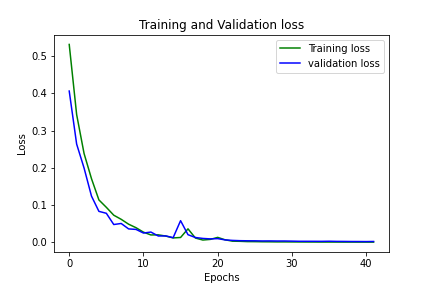 Training and Validation loss
Training loss
validation loss
Loss
0.5
0.4
0.3
0.2
0.1
0.0
0 10 20 30 40
Epochs